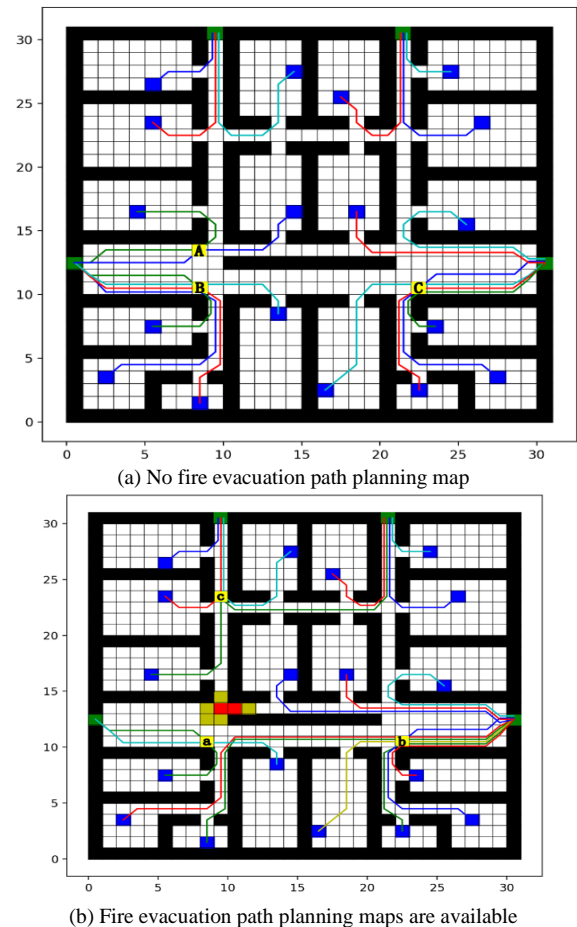 30
25
20
15
10
5
0
A
B
C
0 5 10 15 20 25 30
(a) No fire evacuation path planning map
30
25
20
15
10
5
0
c
a
b
0 5 10 15 20 25 30
(b) Fire evacuation path planning maps are available